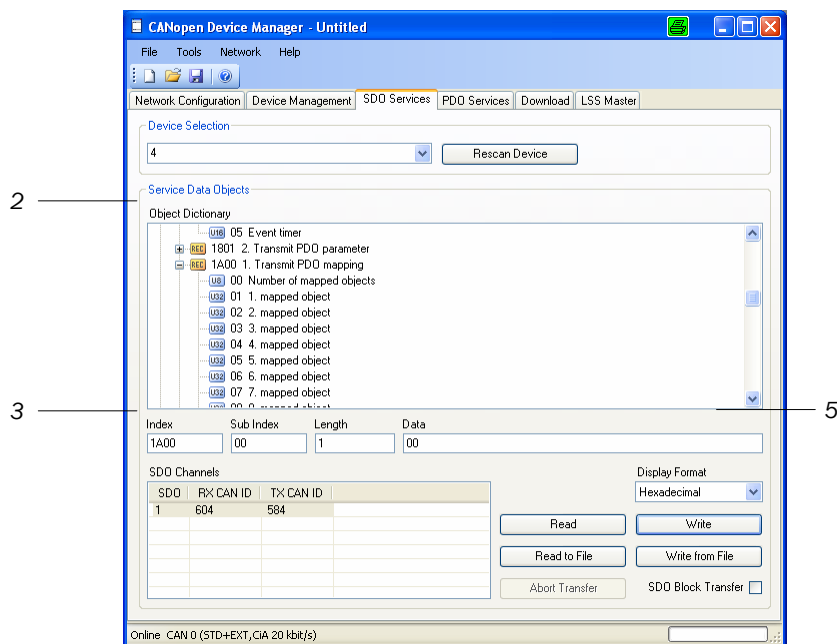 CANopen Device Manager - Untitled
File Tools Network Help
Network Configuration Device Management SDO Services PDO Services Download LSS Master
Device Selection
4 Rescan Device
2
Service Data Objects
Object Dictionary
U16 05 Event timer
REC 1801 2. Transmit PDO parameter
REC 1A00 1. Transmit PDO mapping
U8 00 Number of mapped objects
U32 01 1. mapped object
U32 02 2. mapped object
U32 03 3. mapped object
U32 04 4. mapped object
U32 05 5. mapped object
U32 06 6. mapped object
U32 07 7. mapped object
3
5
Index Sub Index Length Data
1A00 00 1 00
SDO Channels Display Format
SDO RX CAN ID TX CAN ID Hexadecimal
1 604 584
Read Write
Read to File Write from File
Abort Transfer SDO Block Transfer
Online CAN 0 (STD+EXT,CiA 20 kbit/s)